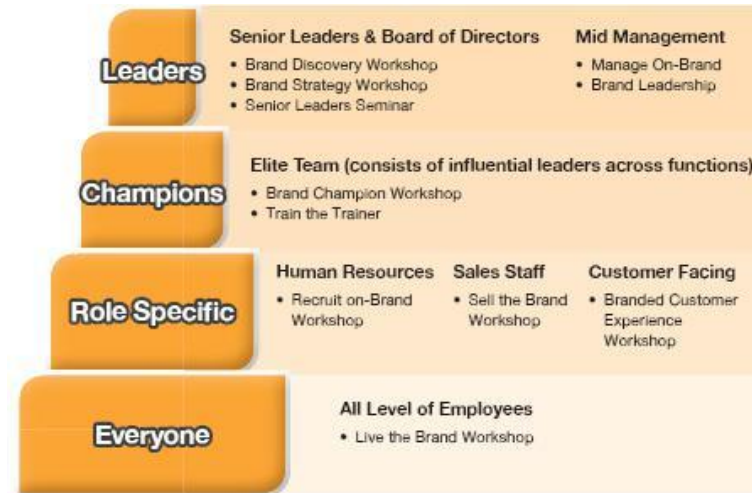 Leaders
Senior Leaders & Board of Directors
• Brand Discovery Workshop
• Brand Strategy Workshop
• Senior Leaders Seminar
Mid Management
• Manage On-Brand
• Brand Leadership
Champions
Elite Team (consists of influential leaders across functions)
• Brand Champion Workshop
• Train the Trainer
Role Specific
Human Resources
• Recruit on-Brand
Workshop
Sales Staff
• Sell the Brand
Workshop
Customer Facing
• Branded Customer
Experience
Workshop
Everyone
All Level of Employees
• Live the Brand Workshop